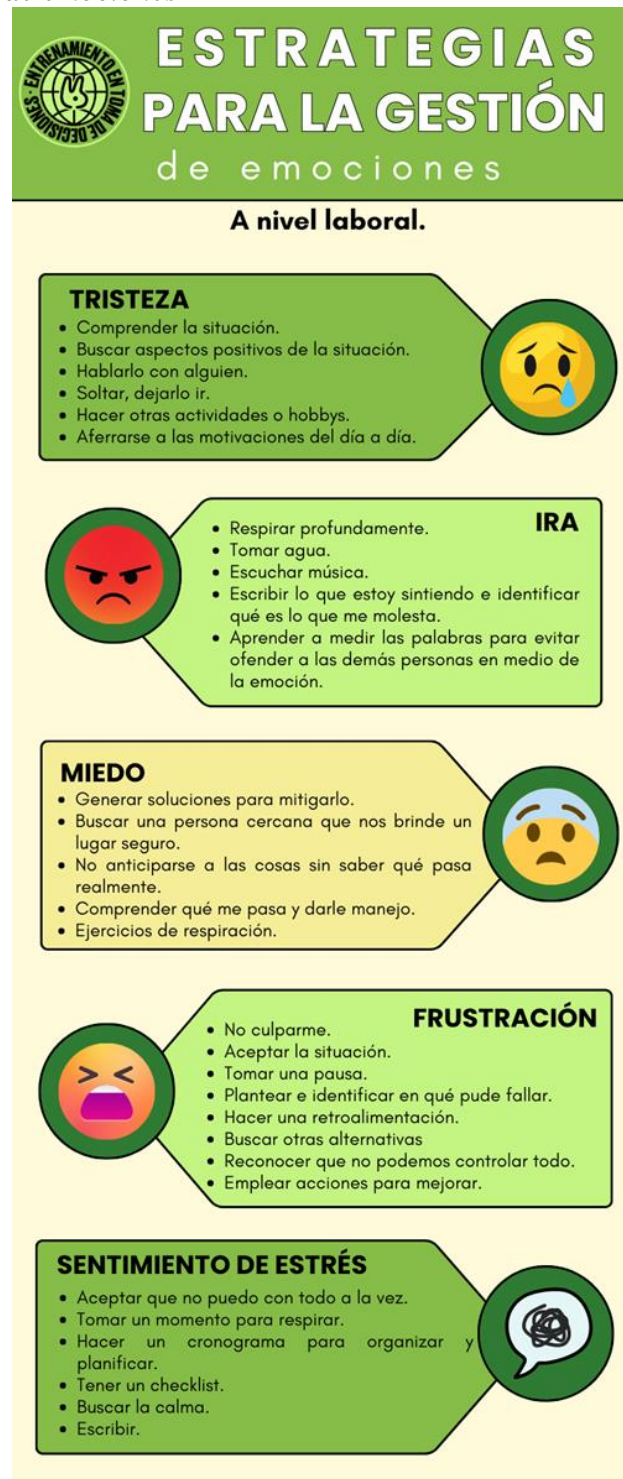 ENTRENAMIENTO EN TOMA DE DECISIONES
ESTRATEGIAS
PARA LA GESTIÓN
de emociones
A nivel laboral.
TRISTEZA
• Comprender la situación.
• Buscar aspectos positivos de la situación.
• Hablarlo con alguien.
• Soltar, dejarlo ir.
• Hacer otras actividades o hobbys.
• Aferrarse a las motivaciones del día a día.
IRA
• Respirar profundamente.
• Tomar agua.
• Escuchar música.
• Escribir lo que estoy sintiendo e identificar
qué es lo que me molesta.
• Aprender a medir las palabras para evitar
ofender a las demás personas en medio de
la emoción.
MIEDO
• Generar soluciones para mitigarlo.
• Buscar una persona cercana que nos brinde un
lugar seguro.
• No anticiparse a las cosas sin saber qué pasa
realmente.
• Comprender qué me pasa y darle manejo.
• Ejercicios de respiración.
FRUSTRACIÓN
• No culparme.
• Aceptar la situación.
• Tomar una pausa.
• Plantear e identificar en qué pude fallar.
• Hacer una retroalimentación.
• Buscar otras alternativas
• Reconocer que no podemos controlar todo.
• Emplear acciones para mejorar.
SENTIMIENTO DE ESTRÉS
• Aceptar que no puedo con todo a la vez.
• Tomar un momento para respirar.
• Hacer un cronograma para organizar y
planificar.
• Tener un checklist.
• Buscar la calma.
• Escribir.